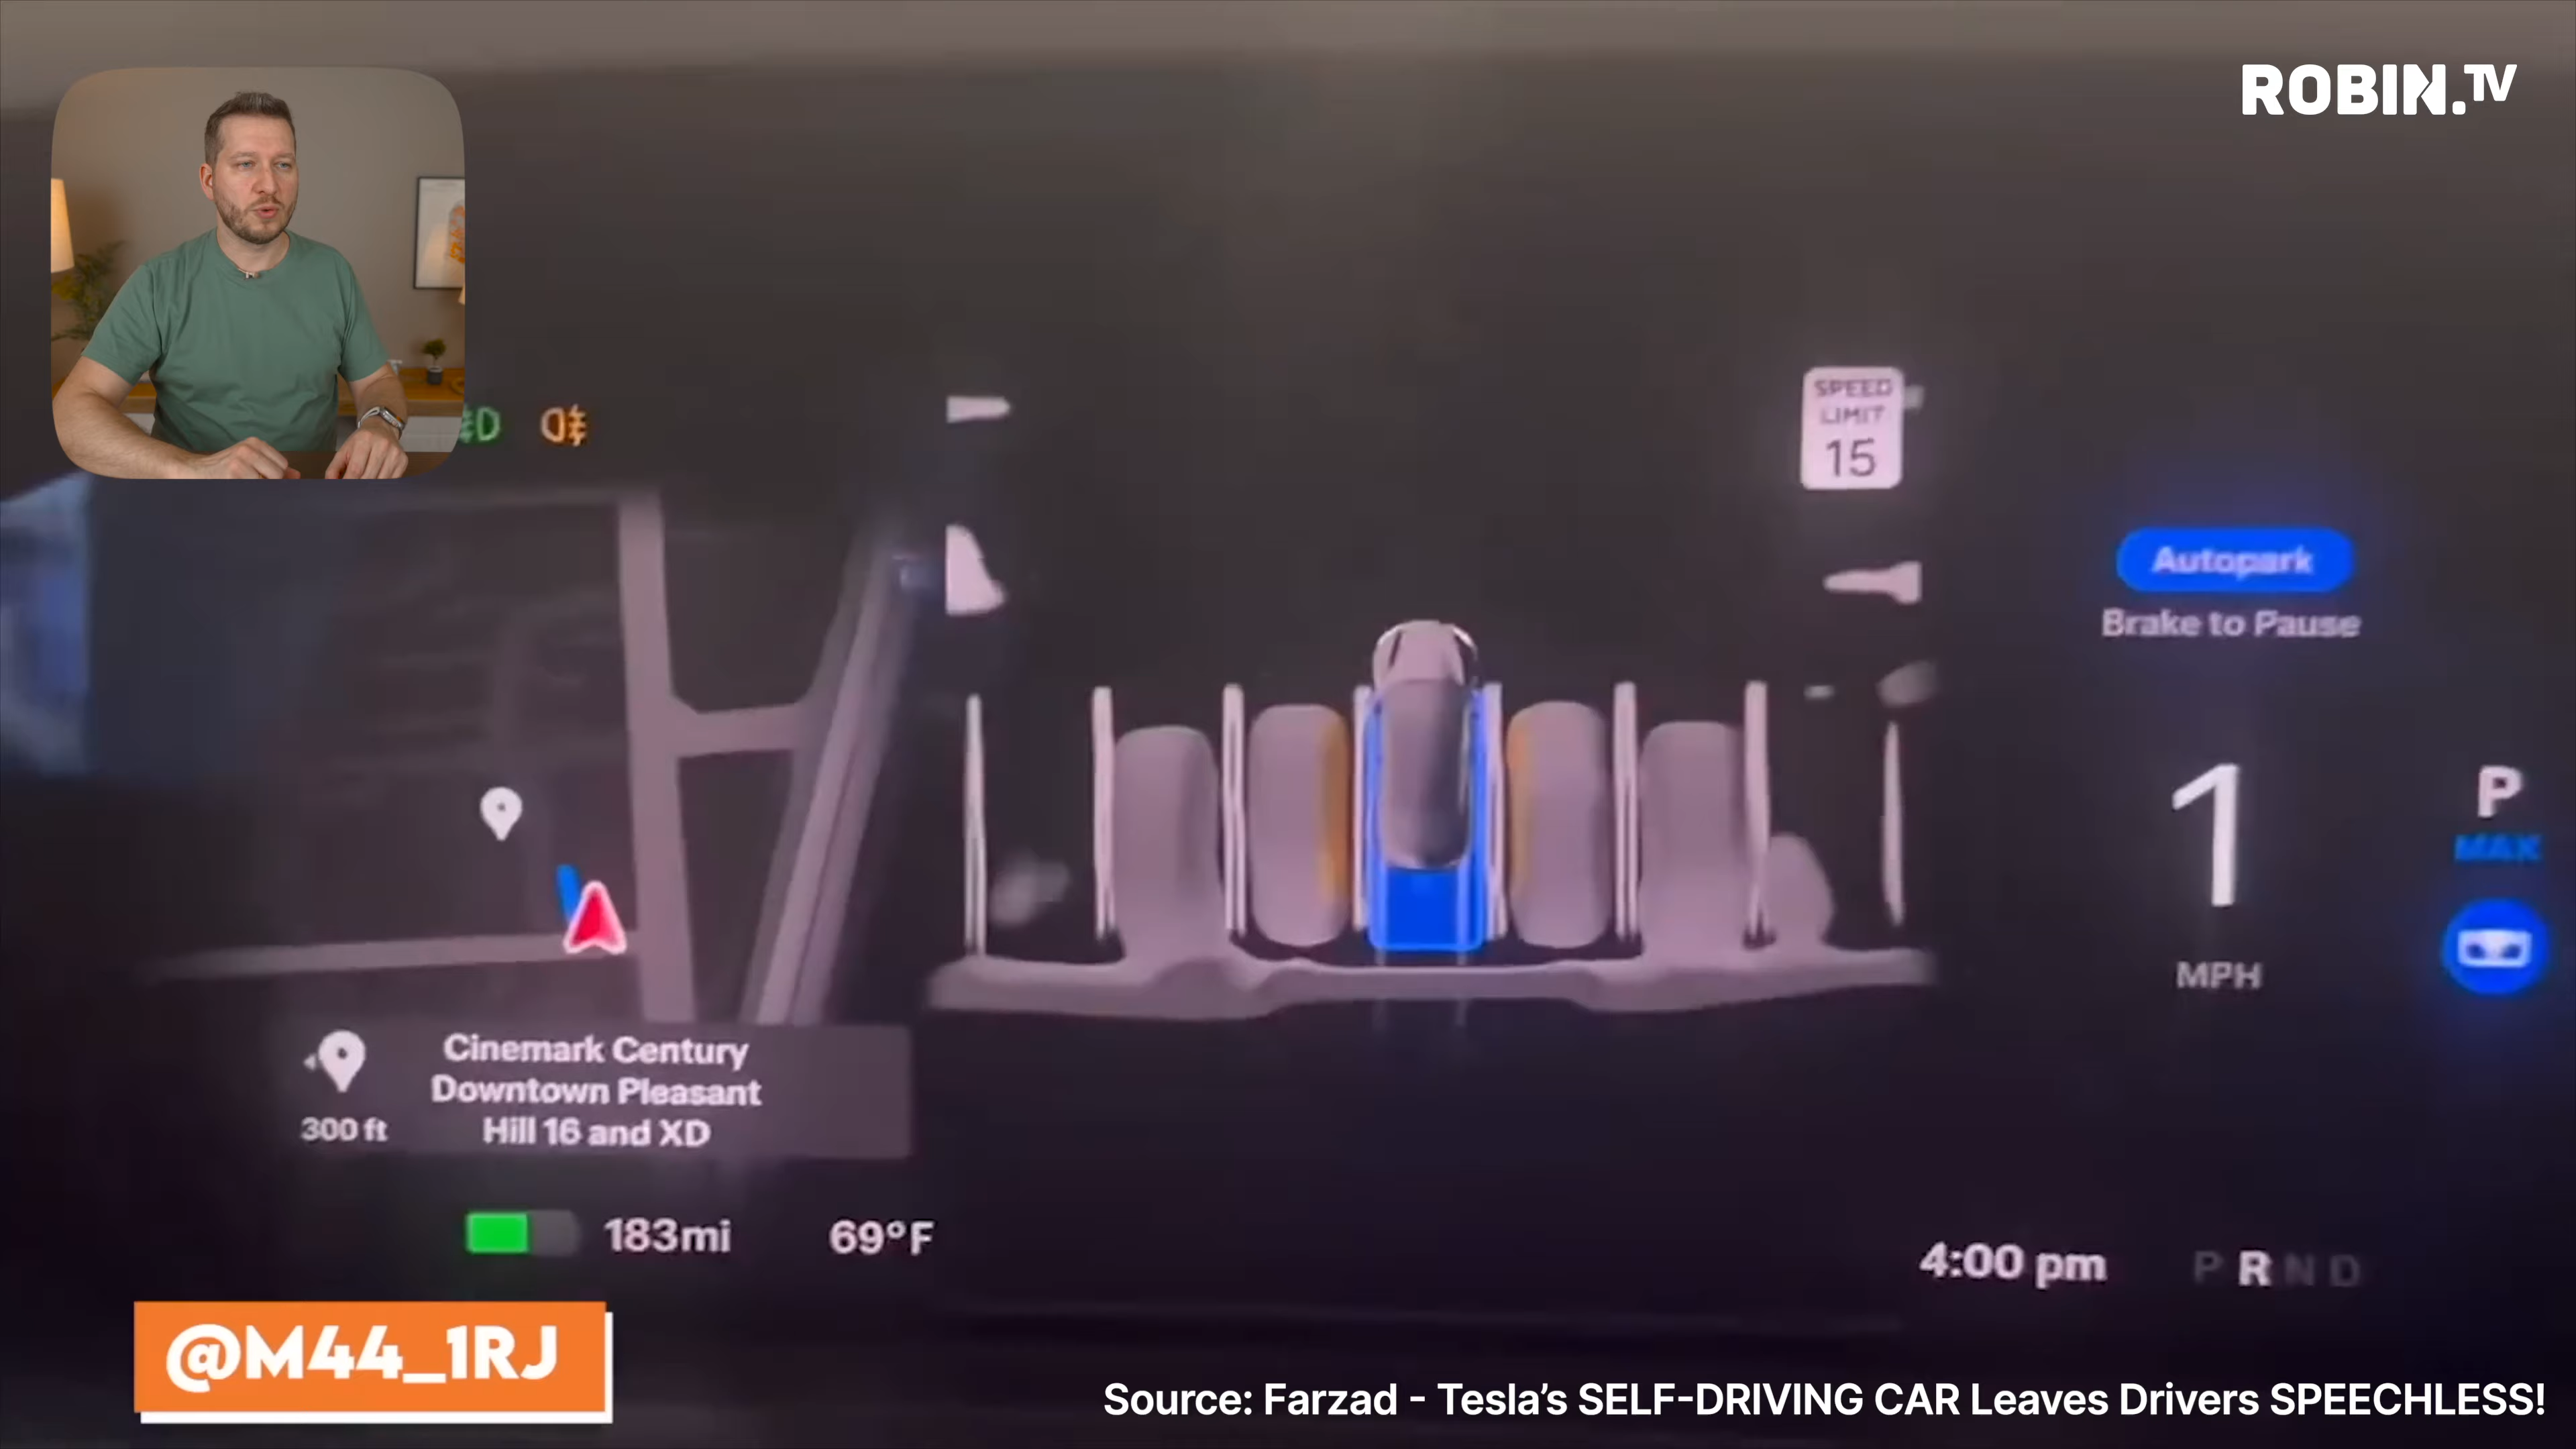 ROBIN.TV
SPEED
LIMIT
15
Autopark
Brake to Pause
1
MPH
P
MAX
Cinemark Century
Downtown Pleasant
Hill 16 and XD
300 ft
183mi
69°F
4:00 pm
P R N D
@M44_1RJ
Source: Farzad - Tesla's SELF-DRIVING CAR Leaves Drivers SPEECHLESS!